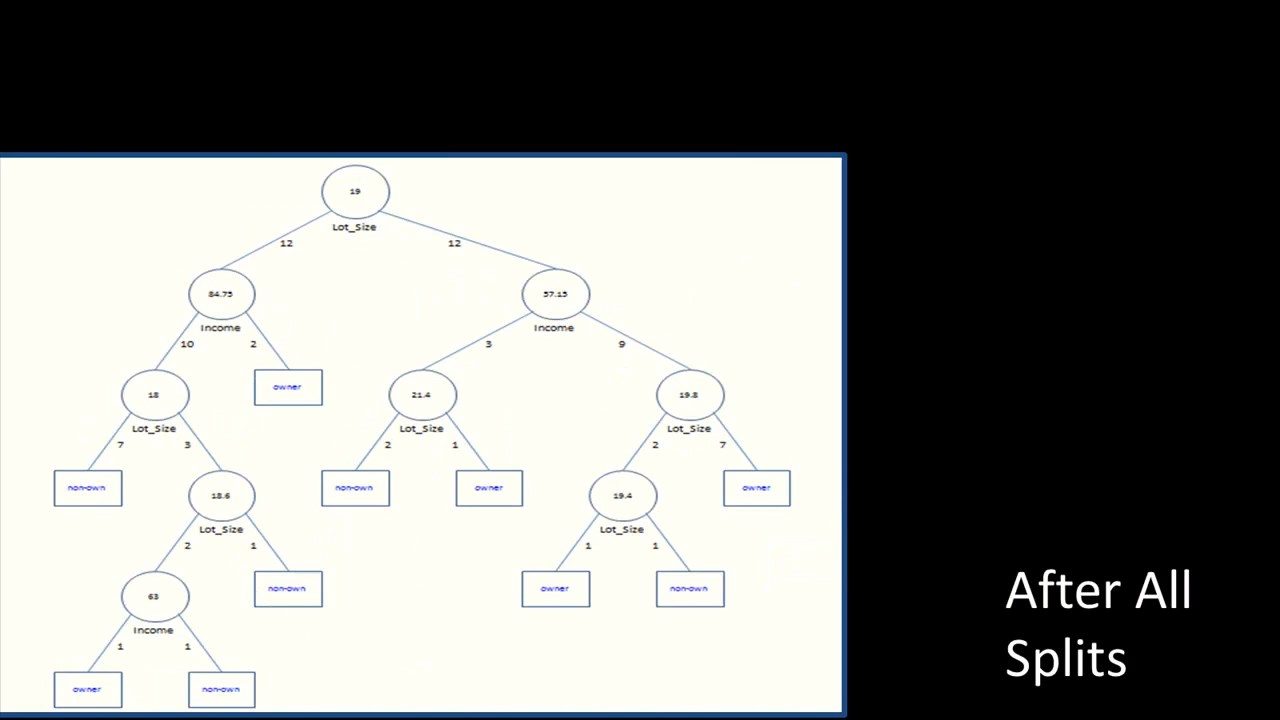 19
Lot_Size
12 12
84.75 57.15
Income Income
10 2 3 9
18 owner 21.4 19.8
Lot_Size Lot_Size Lot_Size
7 3 2 1 2 7
non-own 18.6 non-own owner 19.4 owner
Lot_Size Lot_Size
2 1 1 1
63 non-own owner non-own
Income
1 1
owner non-own
After All
Splits